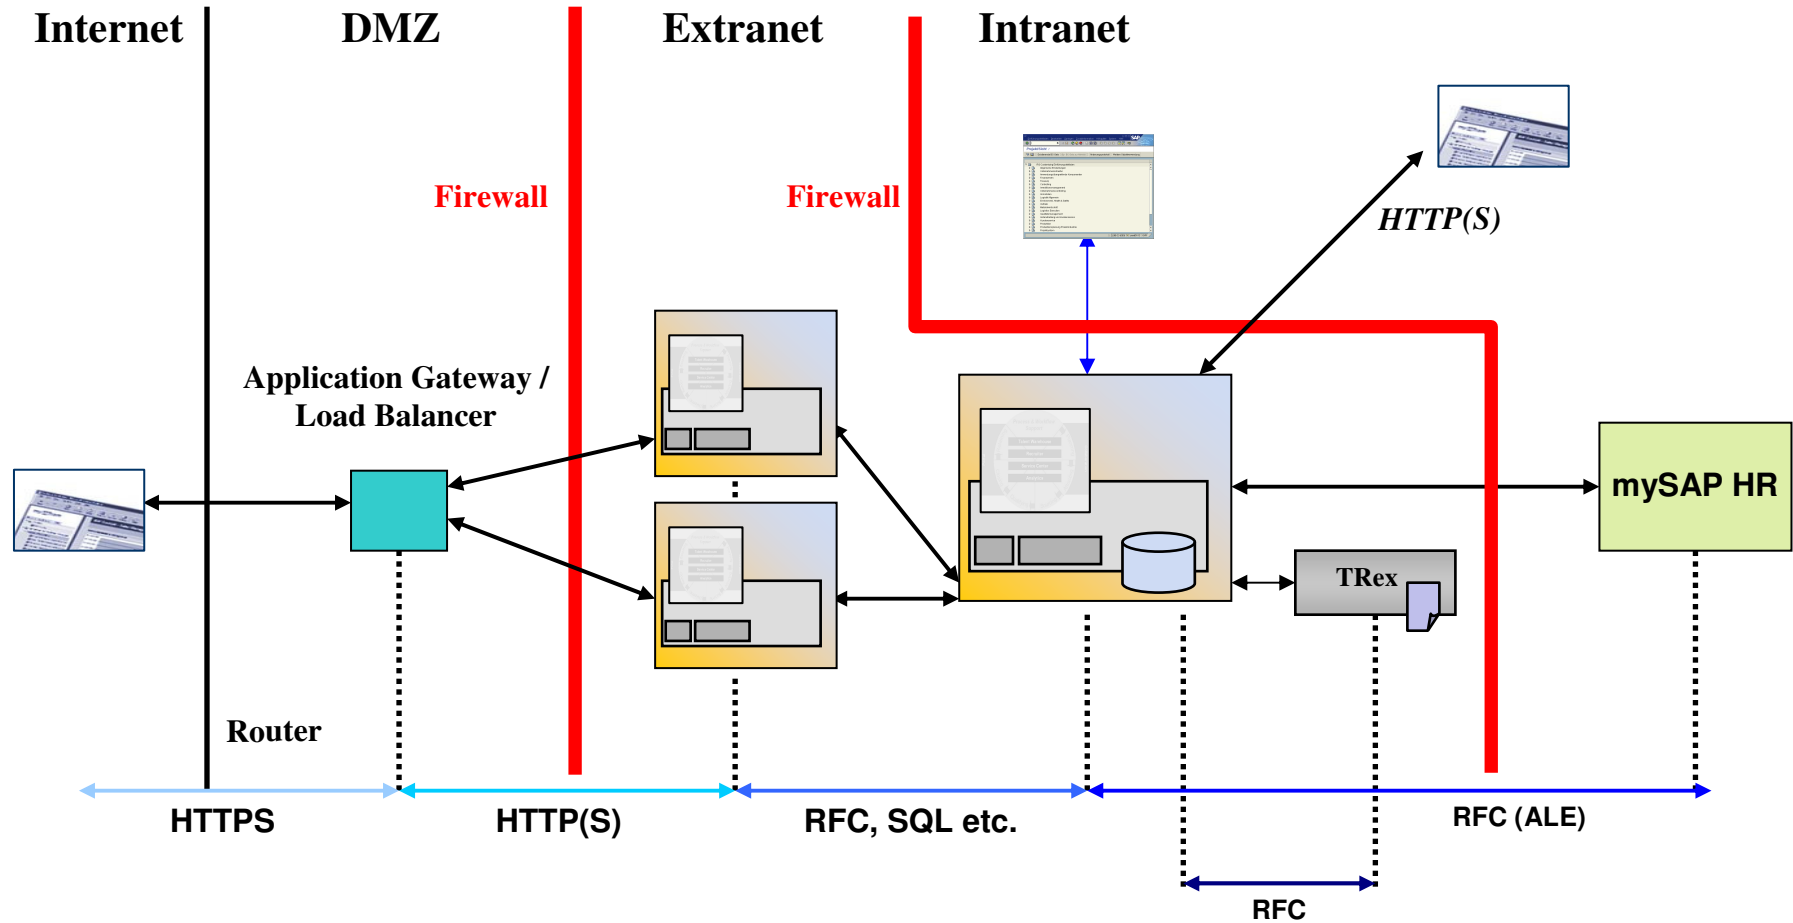 Internet
DMZ
Extranet
Intranet
SAP
Firewall
Firewall
HTTP(S)
Application Gateway /
Load Balancer
mySAP HR
TRex
Router
HTTPS
HTTP(S)
RFC, SQL etc.
RFC (ALE)
RFC